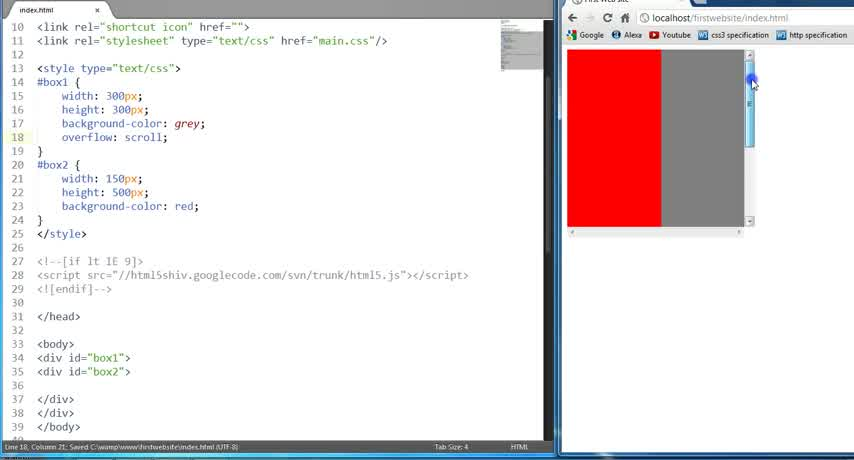 index.html ×
10 <link rel="shortcut icon" href="">
11 <link rel="stylesheet" type="text/css" href="main.css"/>
12
13 <style type="text/css">
14 #box1 {
15 width: 300px;
16 height: 300px;
17 background-color: grey;
18 overflow: scroll;
19 }
20 #box2 {
21 width: 150px;
22 height: 500px;
23 background-color: red;
24 }
25 </style>
26
27 <!--[if lt IE 9]>
28 <script src="//html5shiv.googlecode.com/svn/trunk/html5.js"></script>
29 <![endif]-->
30
31 </head>
32
33 <body>
34 <div id="box1">
35 <div id="box2">
36
37 </div>
38 </div>
39 </body>
Line 18, Column 21; Saved C:\wamp\www\firstwebsite\index.html (UTF-8)
Tab Size: 4
HTML
localhost/firstwebsite/index.html
Google Alexa Youtube css3 specification http specification